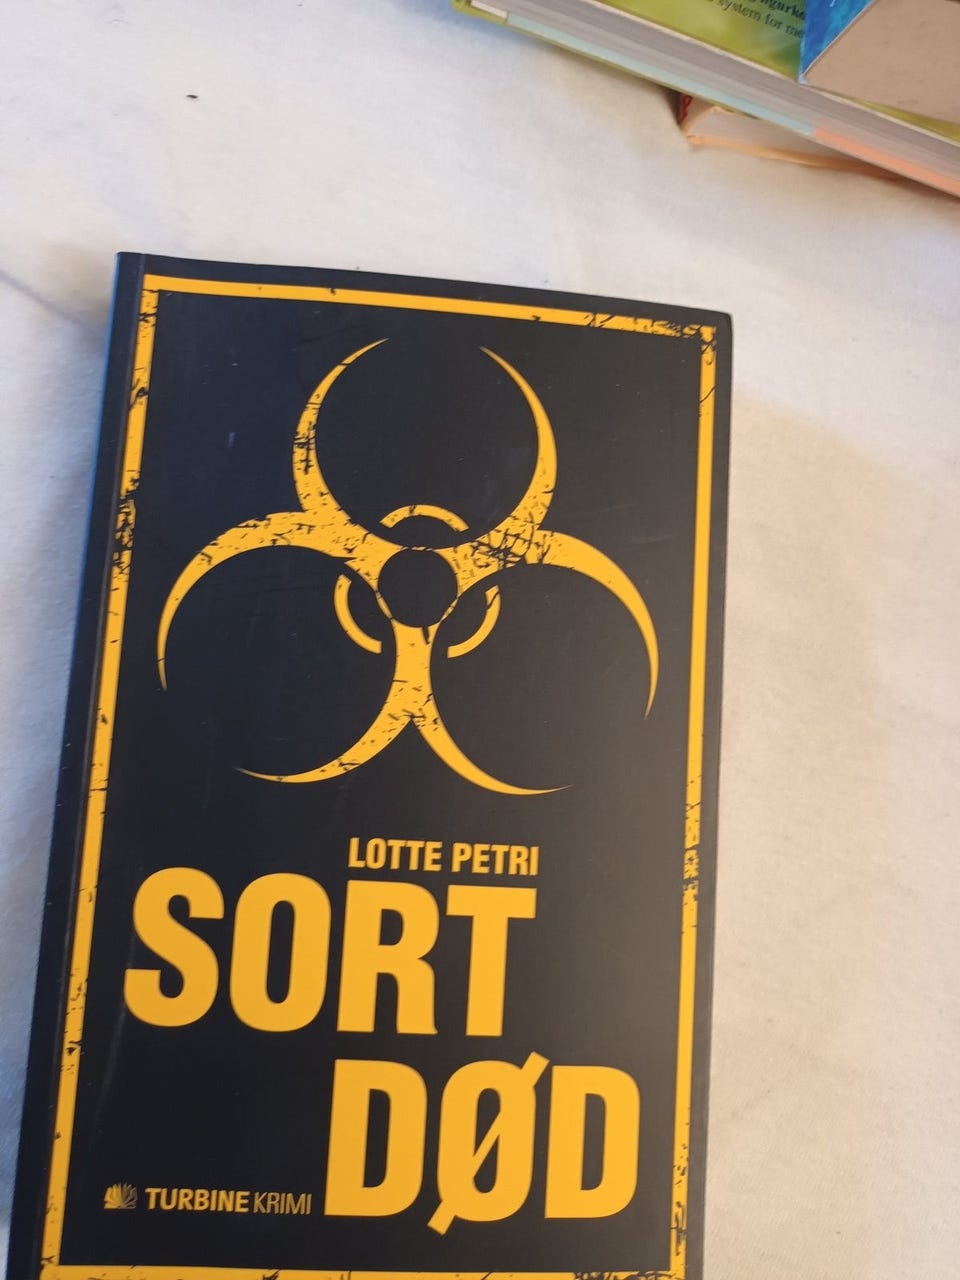 system for me
LOTTE PETRI
SORT
DØD
TURBINE KRIMI